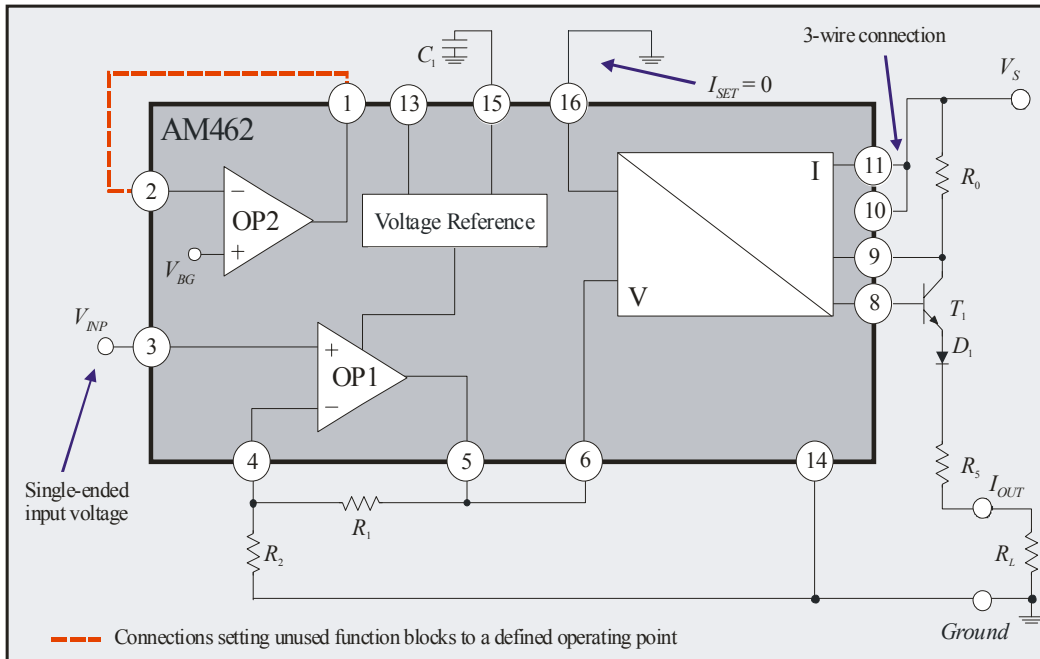 3-wire connection
C1
VS
ISET = 0
1
13
15
16
AM462
11
I
R0
2
−
OP2
+
VBG
Voltage Reference
10
9
V
8
T1
VINP
3
+
OP1
−
D1
4
5
6
14
R5
IOUT
Single-ended
input voltage
R1
R2
RL
Ground
Connections setting unused function blocks to a defined operating point